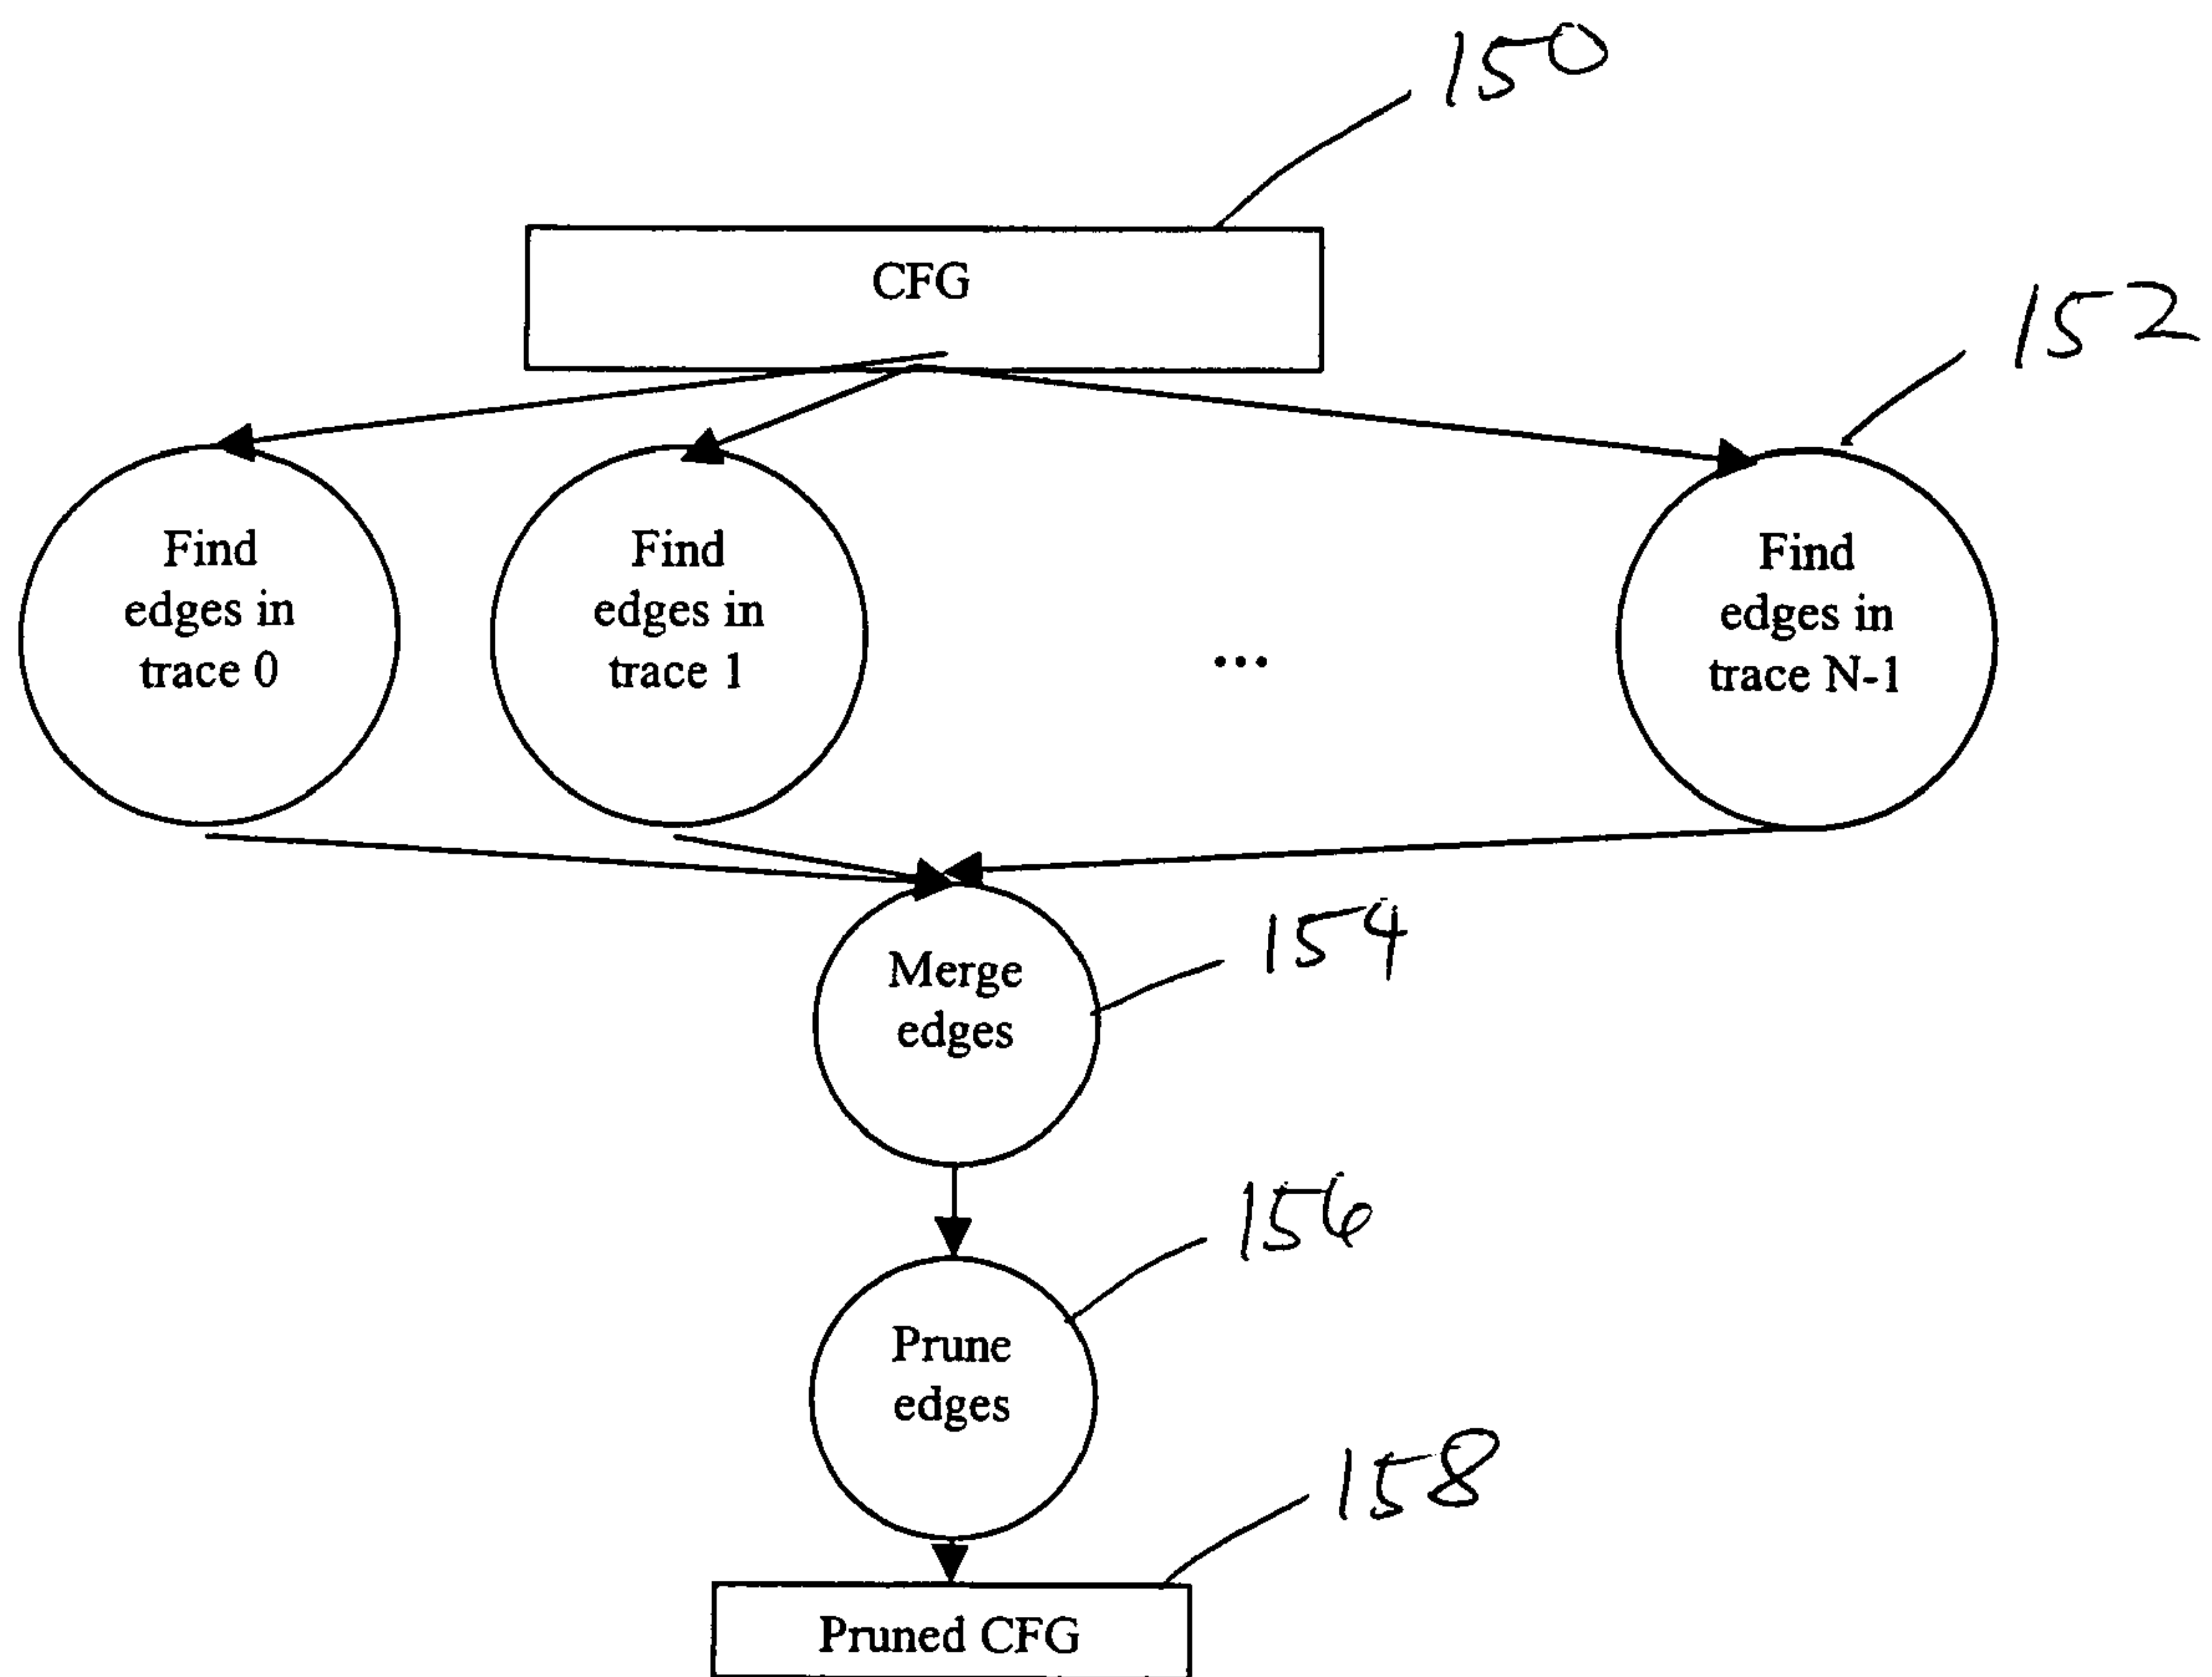 150
CFG
152
Find
edges in
trace 0
Find
edges in
trace 1
...
Find
edges in
trace N-1
154
Merge
edges
156
Prune
edges
158
Pruned CFG